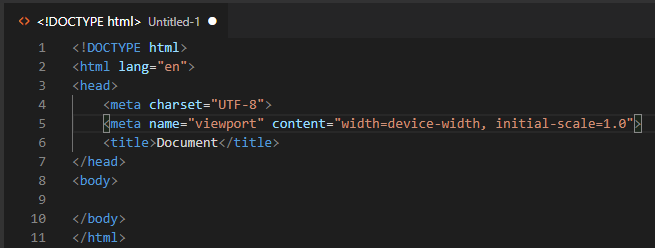 <> <!DOCTYPE html> Untitled-1 ●
1 <!DOCTYPE html>
2 <html lang="en">
3 <head>
4     <meta charset="UTF-8">
5     <meta name="viewport" content="width=device-width, initial-scale=1.0">
6     <title>Document</title>
7 </head>
8 <body>
9
10 </body>
11 </html>